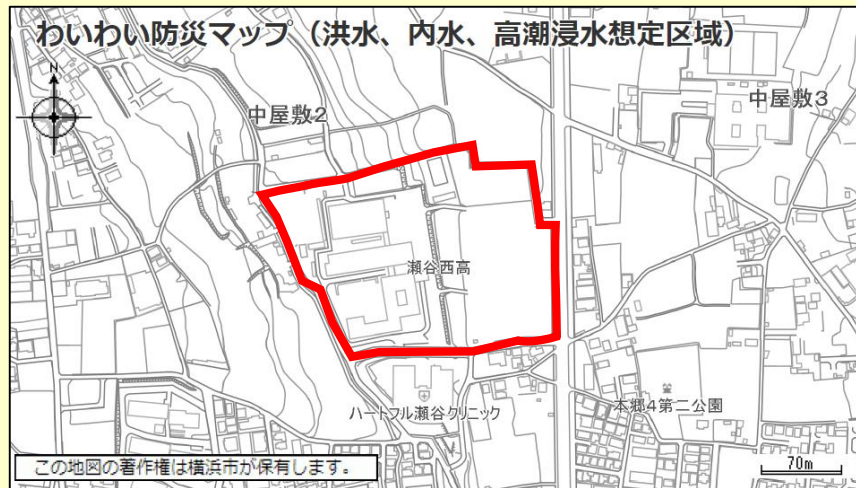 わいわい防災マップ（洪水、内水、高潮浸水想定区域）
N
中屋敷2
中屋敷3
瀬谷西高
ハートフル瀬谷クリニック
本郷4第二公園
この地図の著作権は横浜市が保有します。
70m